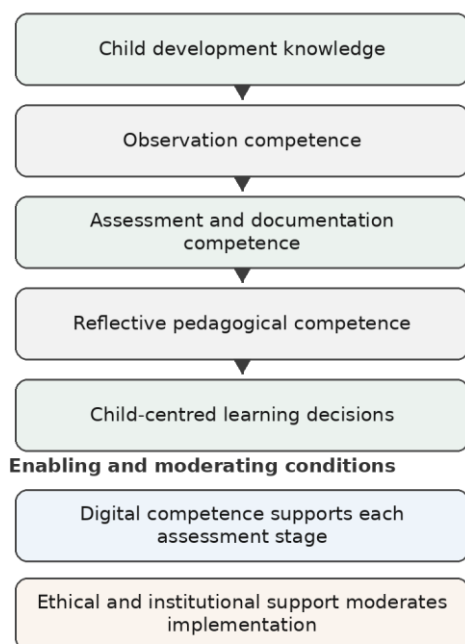 Child development knowledge
Observation competence
Assessment and documentation
competence
Reflective pedagogical competence
Child-centred learning decisions
Enabling and moderating conditions
Digital competence supports each
assessment stage
Ethical and institutional support moderates
implementation